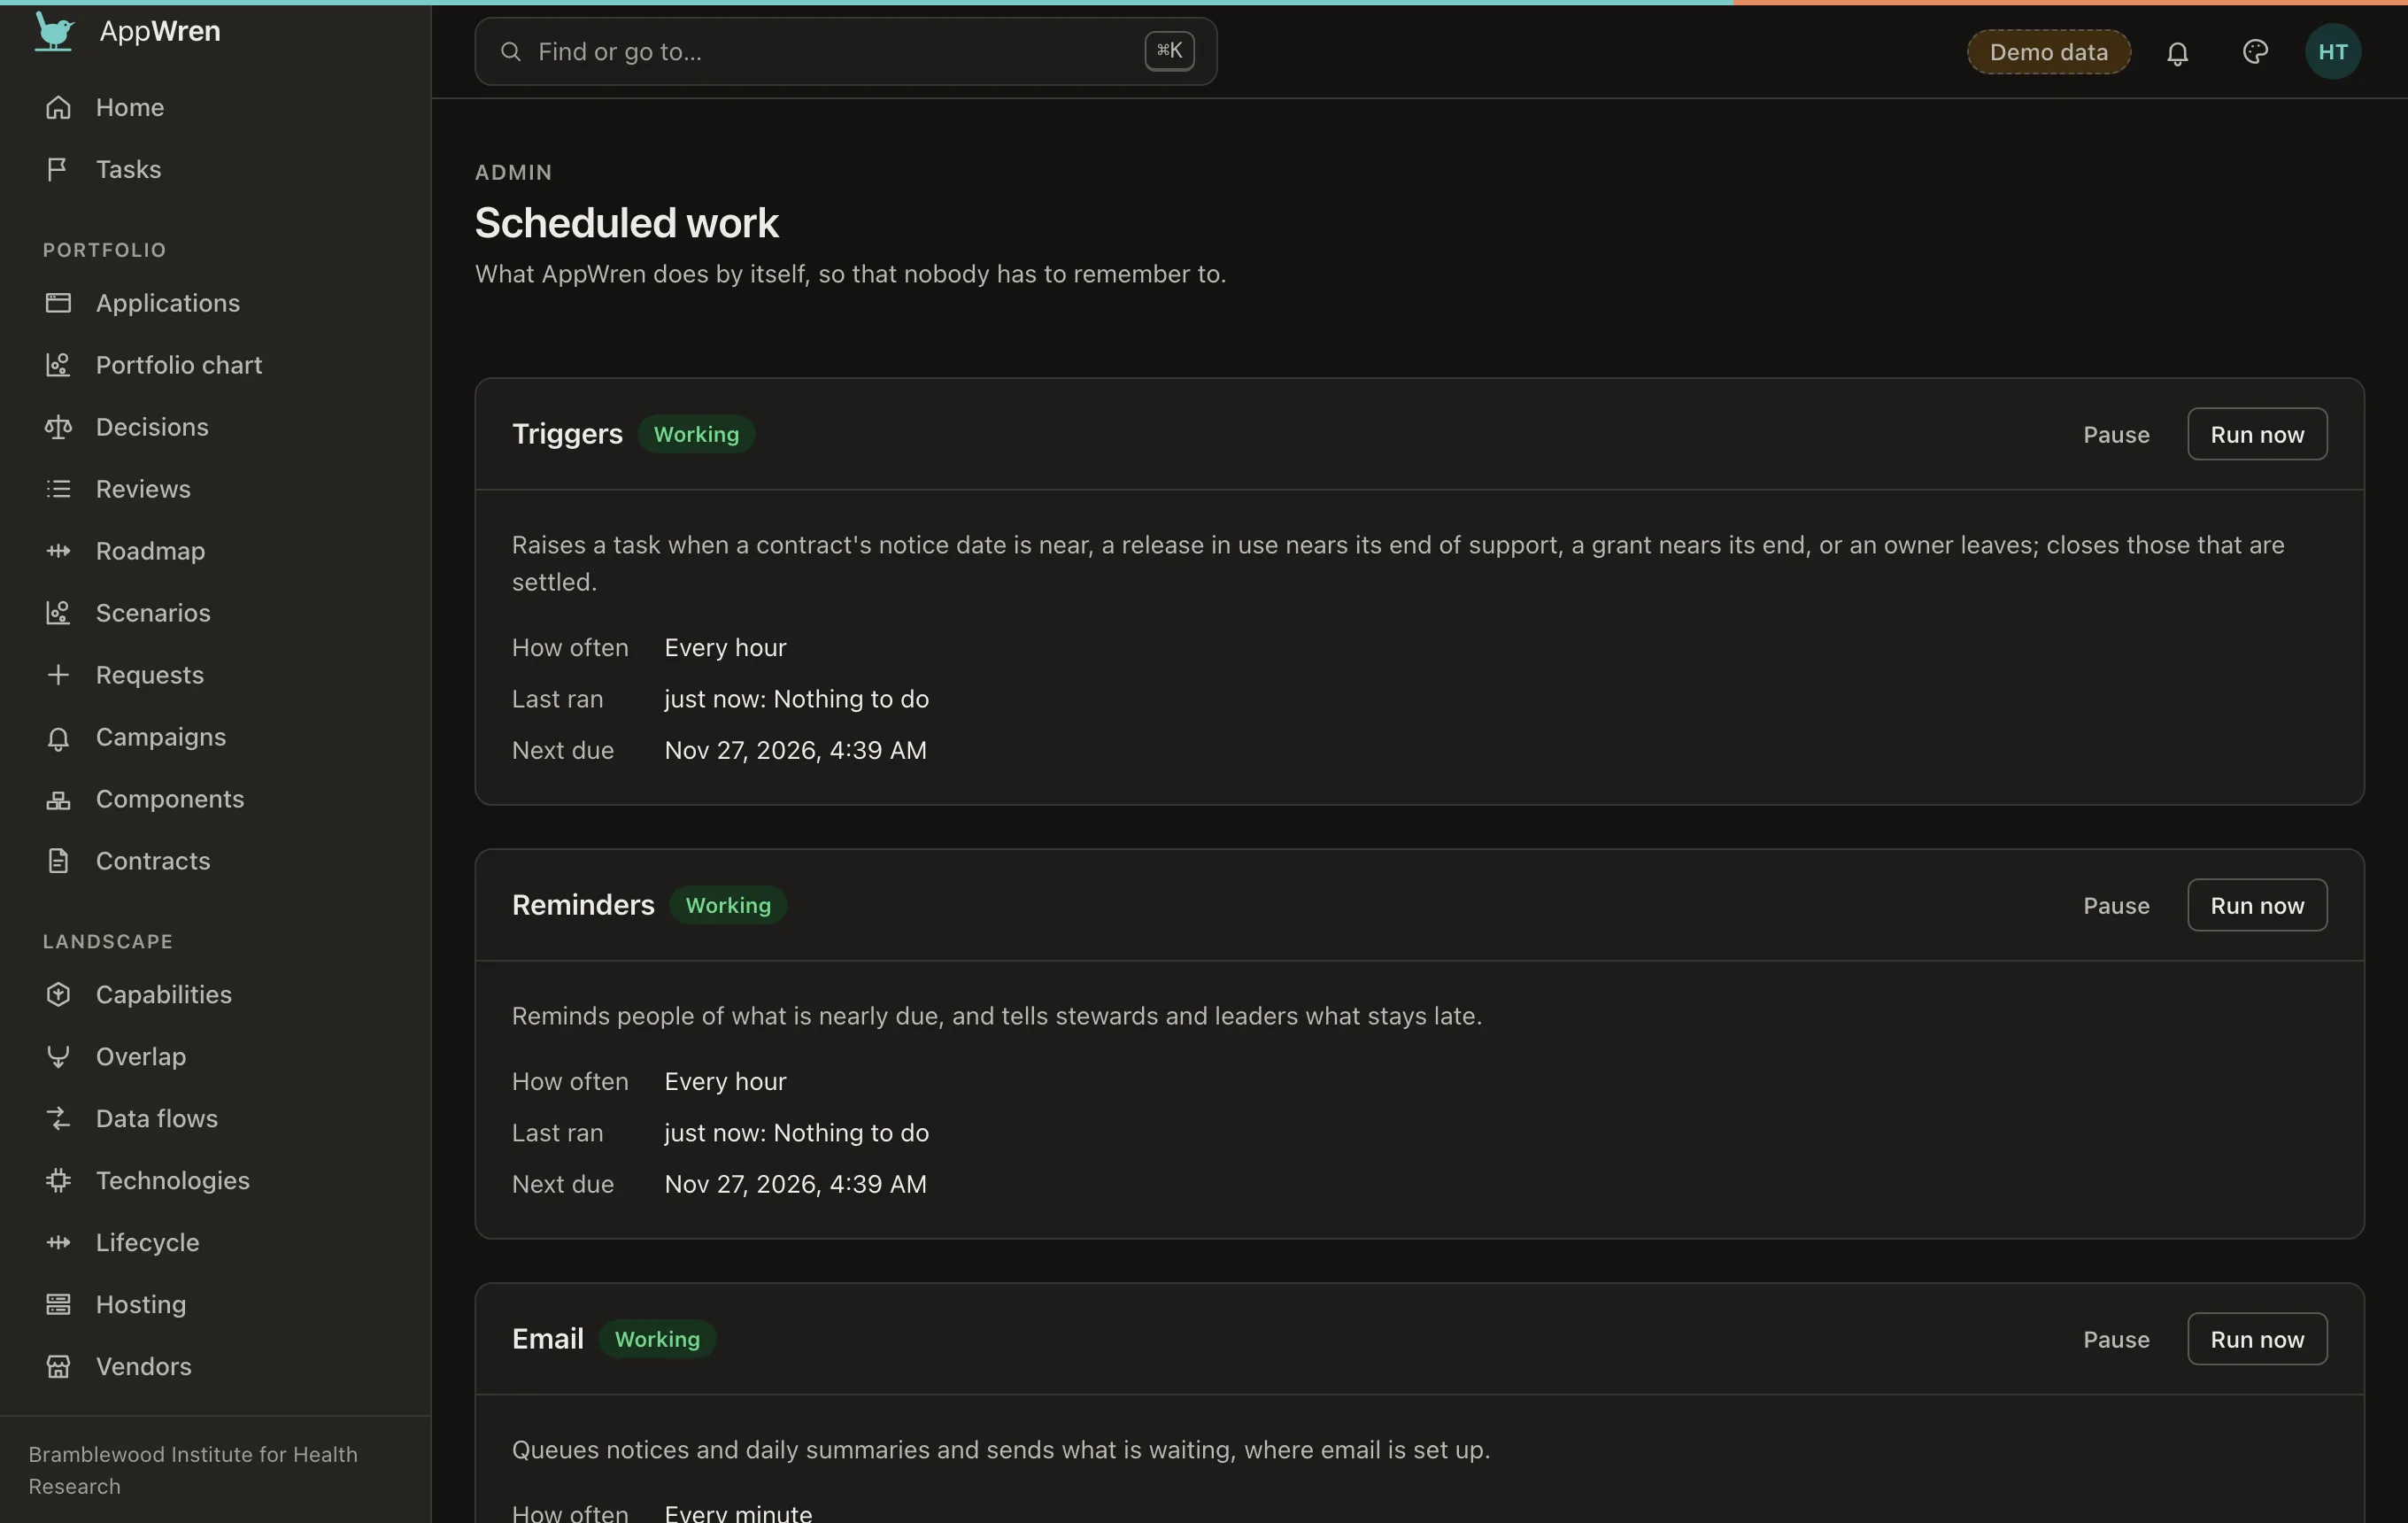 AppWren
Home
Tasks
PORTFOLIO
Applications
Portfolio chart
Decisions
Reviews
Roadmap
Scenarios
Requests
Campaigns
Components
Contracts
LANDSCAPE
Capabilities
Overlap
Data flows
Technologies
Lifecycle
Hosting
Vendors
Bramblewood Institute for Health
Research
Find or go to...
⌘K
Demo data
HT
ADMIN
Scheduled work
What AppWren does by itself, so that nobody has to remember to.
Triggers Working Pause Run now
Raises a task when a contract's notice date is near, a release in use nears its end of support, a grant nears its end, or an owner leaves; closes those that are
settled.
How often Every hour
Last ran just now: Nothing to do
Next due Nov 27, 2026, 4:39 AM
Reminders Working Pause Run now
Reminds people of what is nearly due, and tells stewards and leaders what stays late.
How often Every hour
Last ran just now: Nothing to do
Next due Nov 27, 2026, 4:39 AM
Email Working Pause Run now
Queues notices and daily summaries and sends what is waiting, where email is set up.
How often Every minute